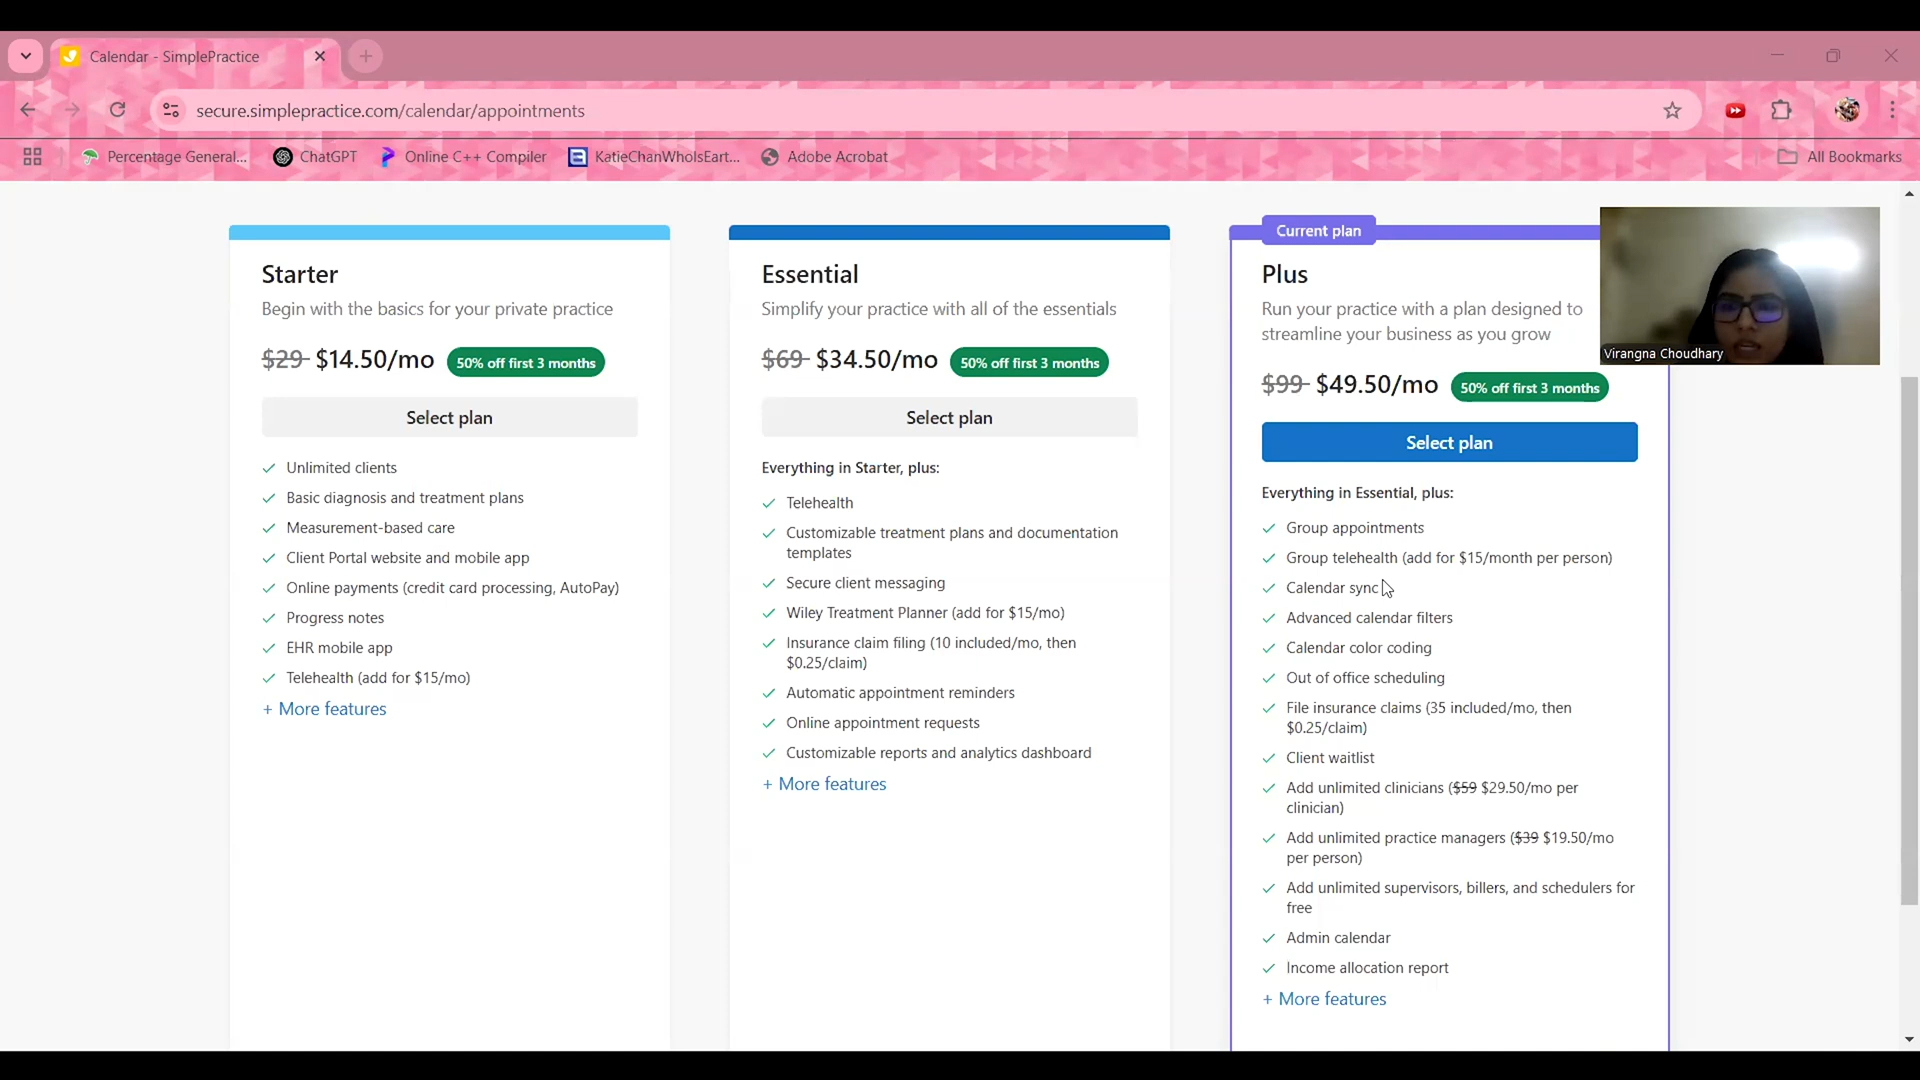 Calendar - SimplePractice
secure.simplepractice.com/calendar/appointments
Percentage General...
ChatGPT
Online C++ Compiler
KatieChanWhoIsEart...
Adobe Acrobat
All Bookmarks
Starter
Begin with the basics for your private practice
$29 $14.50/mo 50% off first 3 months
Select plan
Unlimited clients
Basic diagnosis and treatment plans
Measurement-based care
Client Portal website and mobile app
Online payments (credit card processing, AutoPay)
Progress notes
EHR mobile app
Telehealth (add for $15/mo)
+ More features
Essential
Simplify your practice with all of the essentials
$69 $34.50/mo 50% off first 3 months
Select plan
Everything in Starter, plus:
Telehealth
Customizable treatment plans and documentation
templates
Secure client messaging
Wiley Treatment Planner (add for $15/mo)
Insurance claim filing (10 included/mo, then
$0.25/claim)
Automatic appointment reminders
Online appointment requests
Customizable reports and analytics dashboard
+ More features
Current plan
Plus
Run your practice with a plan designed to
streamline your business as you grow
$99 $49.50/mo 50% off first 3 months
Select plan
Everything in Essential, plus:
Group appointments
Group telehealth (add for $15/month per person)
Calendar sync
Advanced calendar filters
Calendar color coding
Out of office scheduling
File insurance claims (35 included/mo, then
$0.25/claim)
Client waitlist
Add unlimited clinicians ($59 $29.50/mo per
clinician)
Add unlimited practice managers ($39 $19.50/mo
per person)
Add unlimited supervisors, billers, and schedulers for
free
Admin calendar
Income allocation report
+ More features
Virangna Choudhary